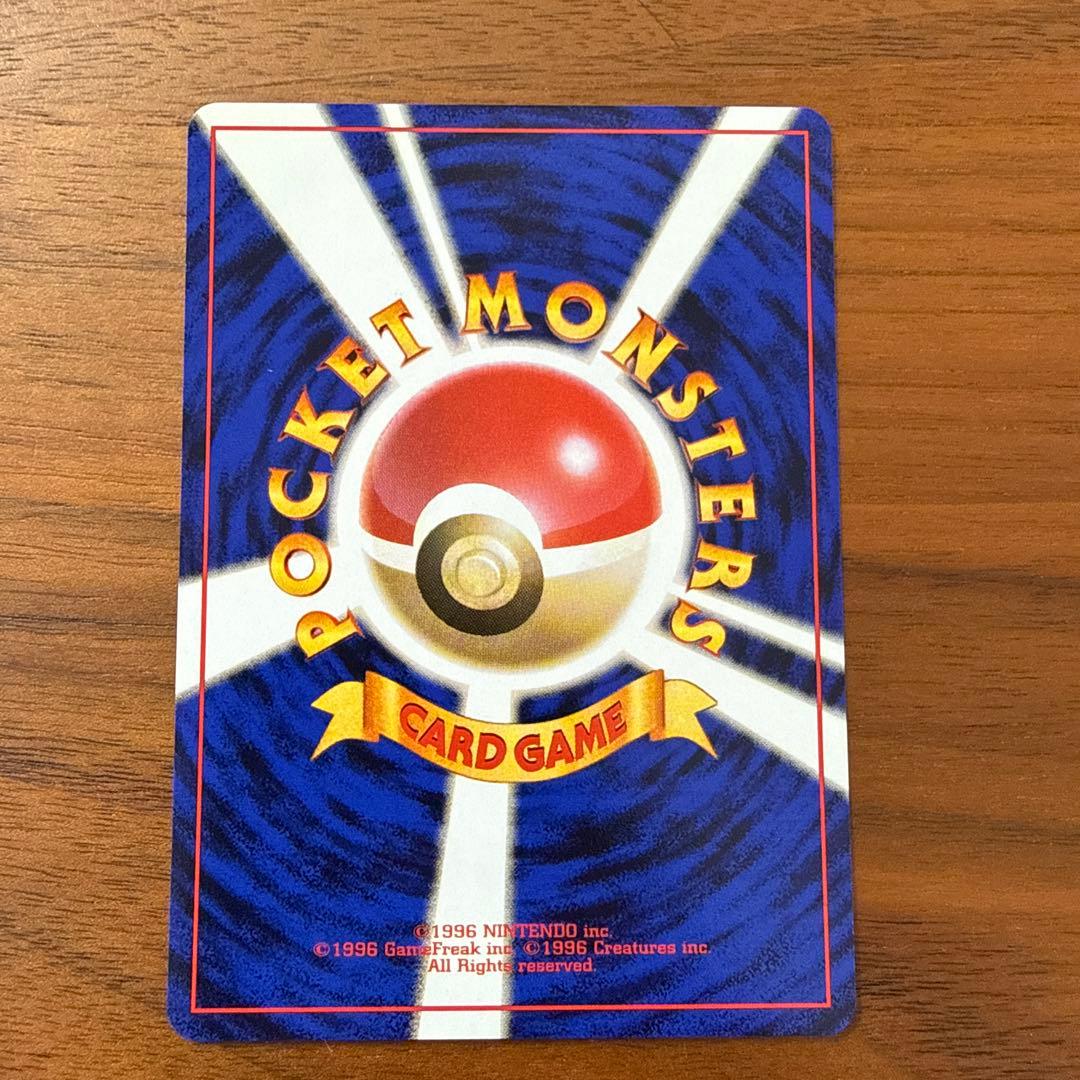 POCKET MONSTERS
CARD GAME
©1996 NINTENDO inc.
©1996 GameFreak inc. ©1996 Creatures inc.
All Rights reserved.